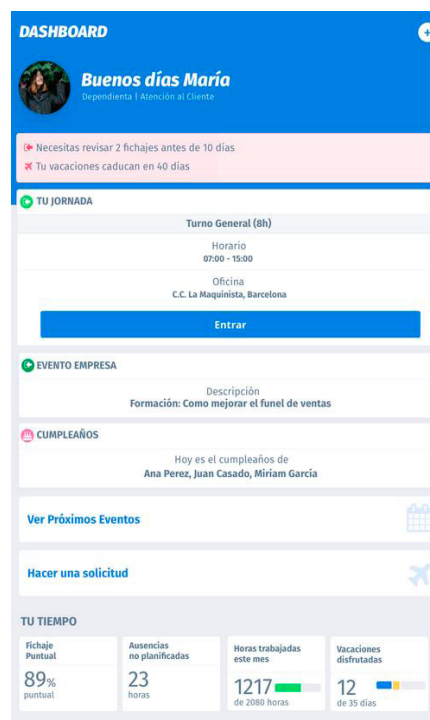 DASHBOARD
+
Buenos días María
Dependienta | Atención al Cliente
Necesitas revisar 2 fichajes antes de 10 días
Tu vacaciones caducan en 40 días
TU JORNADA
Turno General (8h)
Horario
07:00 - 15:00
Oficina
C.C. La Maquinista, Barcelona
Entrar
EVENTO EMPRESA
Descripción
Formación: Como mejorar el funel de ventas
CUMPLEAÑOS
Hoy es el cumpleaños de
Ana Perez, Juan Casado, Miriam García
Ver Próximos Eventos
Hacer una solicitud
TU TIEMPO
Fichaje
Puntual
89%
puntual
Ausencias
no planificadas
23
horas
Horas trabajadas
este mes
1217
de 2080 horas
Vacaciones
disfrutadas
12
de 35 días